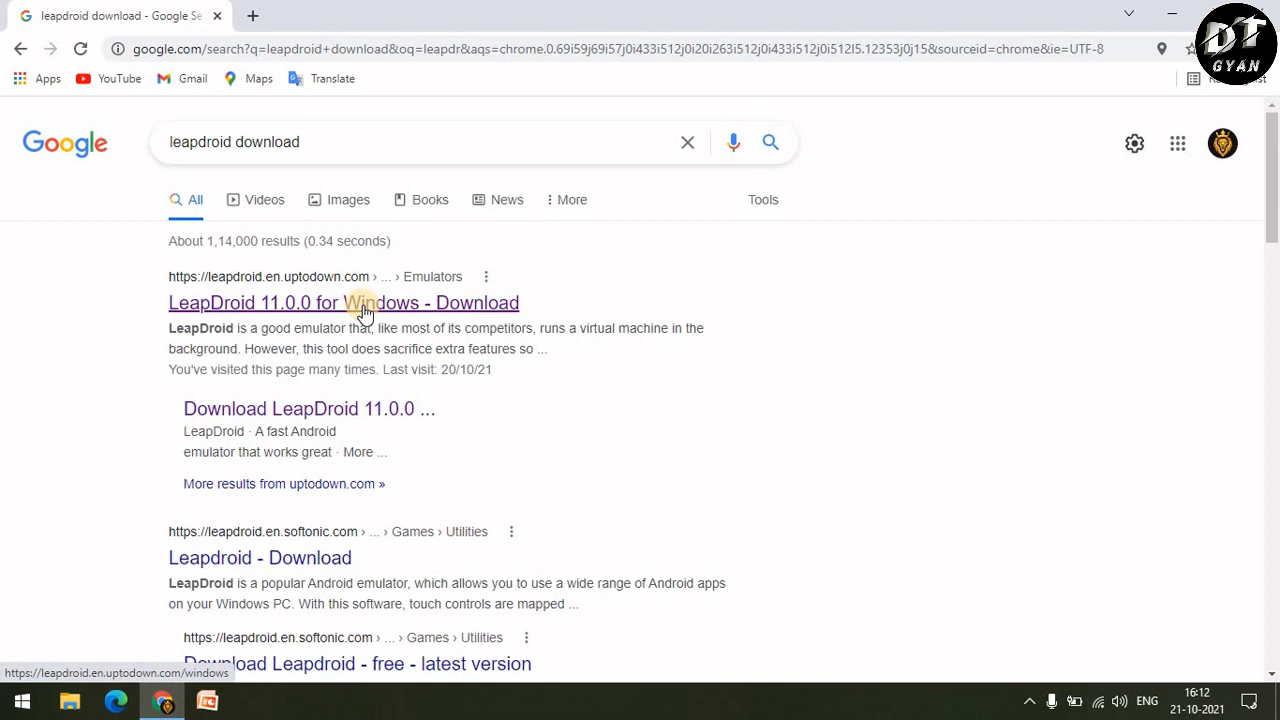 leapdroid download - Google Se
google.com/search?q=leapdroid+download&oq=leapdr&aqs=chrome.0.69i59j69i57j0i433i512j0i20i263i512j0i512l5.12353j0j15&sourceid=chrome&ie=UTF-8
Apps YouTube Gmail Maps Translate
DT
GYAN
Google
leapdroid download
All Videos Images Books News More Tools
About 1,14,000 results (0.34 seconds)
https://leapdroid.en.uptodown.com › ... › Emulators
LeapDroid 11.0.0 for Windows - Download
LeapDroid is a good emulator that, like most of its competitors, runs a virtual machine in the
background. However, this tool does sacrifice extra features so ...
You've visited this page many times. Last visit: 20/10/21
Download LeapDroid 11.0.0 ...
LeapDroid · A fast Android
emulator that works great · More ...
More results from uptodown.com »
https://leapdroid.en.softonic.com › ... › Games › Utilities
Leapdroid - Download
LeapDroid is a popular Android emulator, which allows you to use a wide range of Android apps
on your Windows PC. With this software, touch controls are mapped ...
https://leapdroid.en.softonic.com › ... › Games › Utilities
Download Leapdroid - free - latest version
https://leapdroid.en.uptodown.com/windows
ENG
16:12
21-10-2021